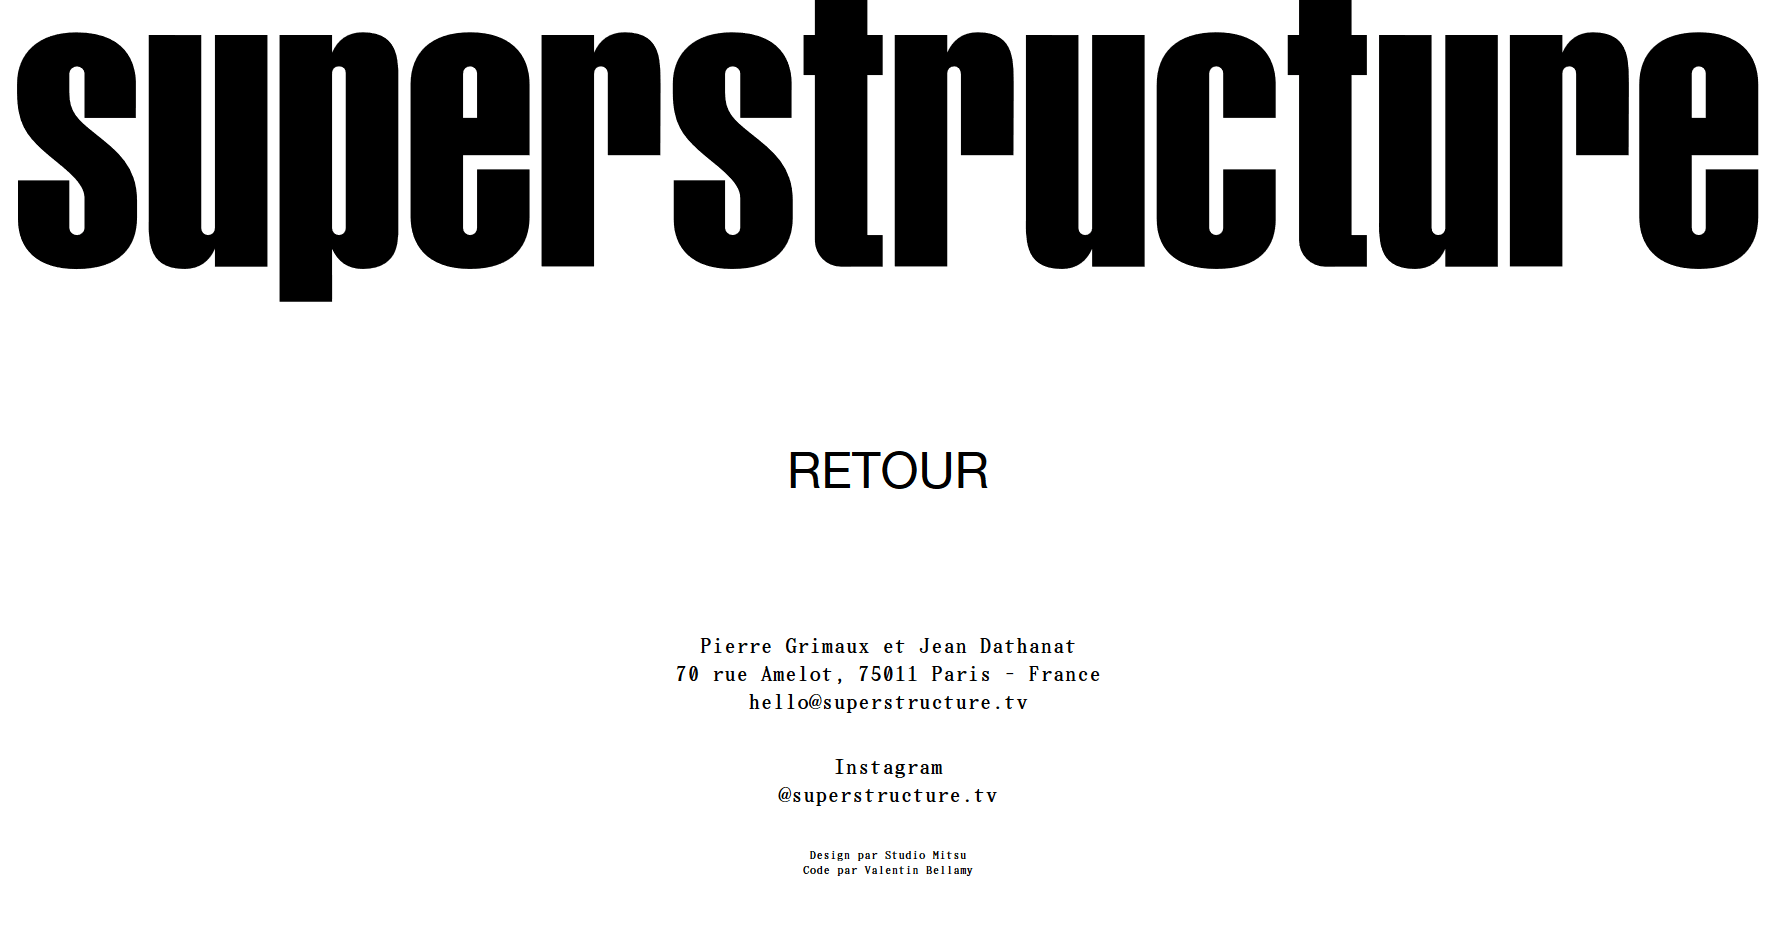 superstructure
RETOUR
Pierre Grimaux et Jean Dathanat
70 rue Amelot, 75011 Paris - France
hello@superstructure.tv
Instagram
@superstructure.tv
Design par Studio Mitsu
Code par Valentin Bellamy